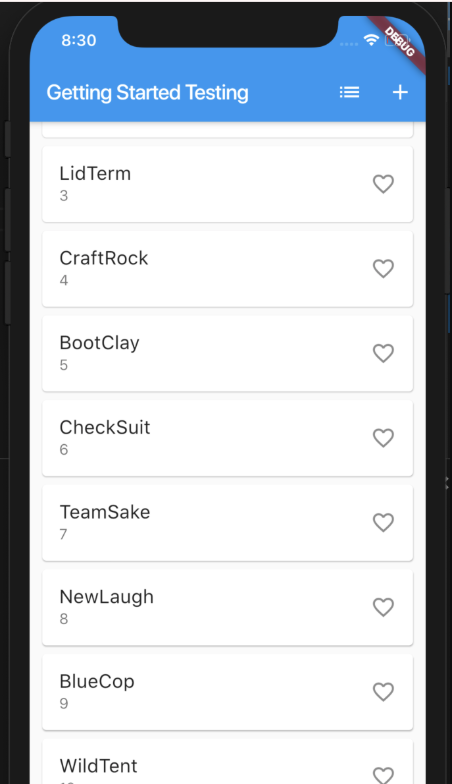 8:30
DEBUG
Getting Started Testing
LidTerm
3
CraftRock
4
BootClay
5
CheckSuit
6
TeamSake
7
NewLaugh
8
BlueCop
9
WildTent